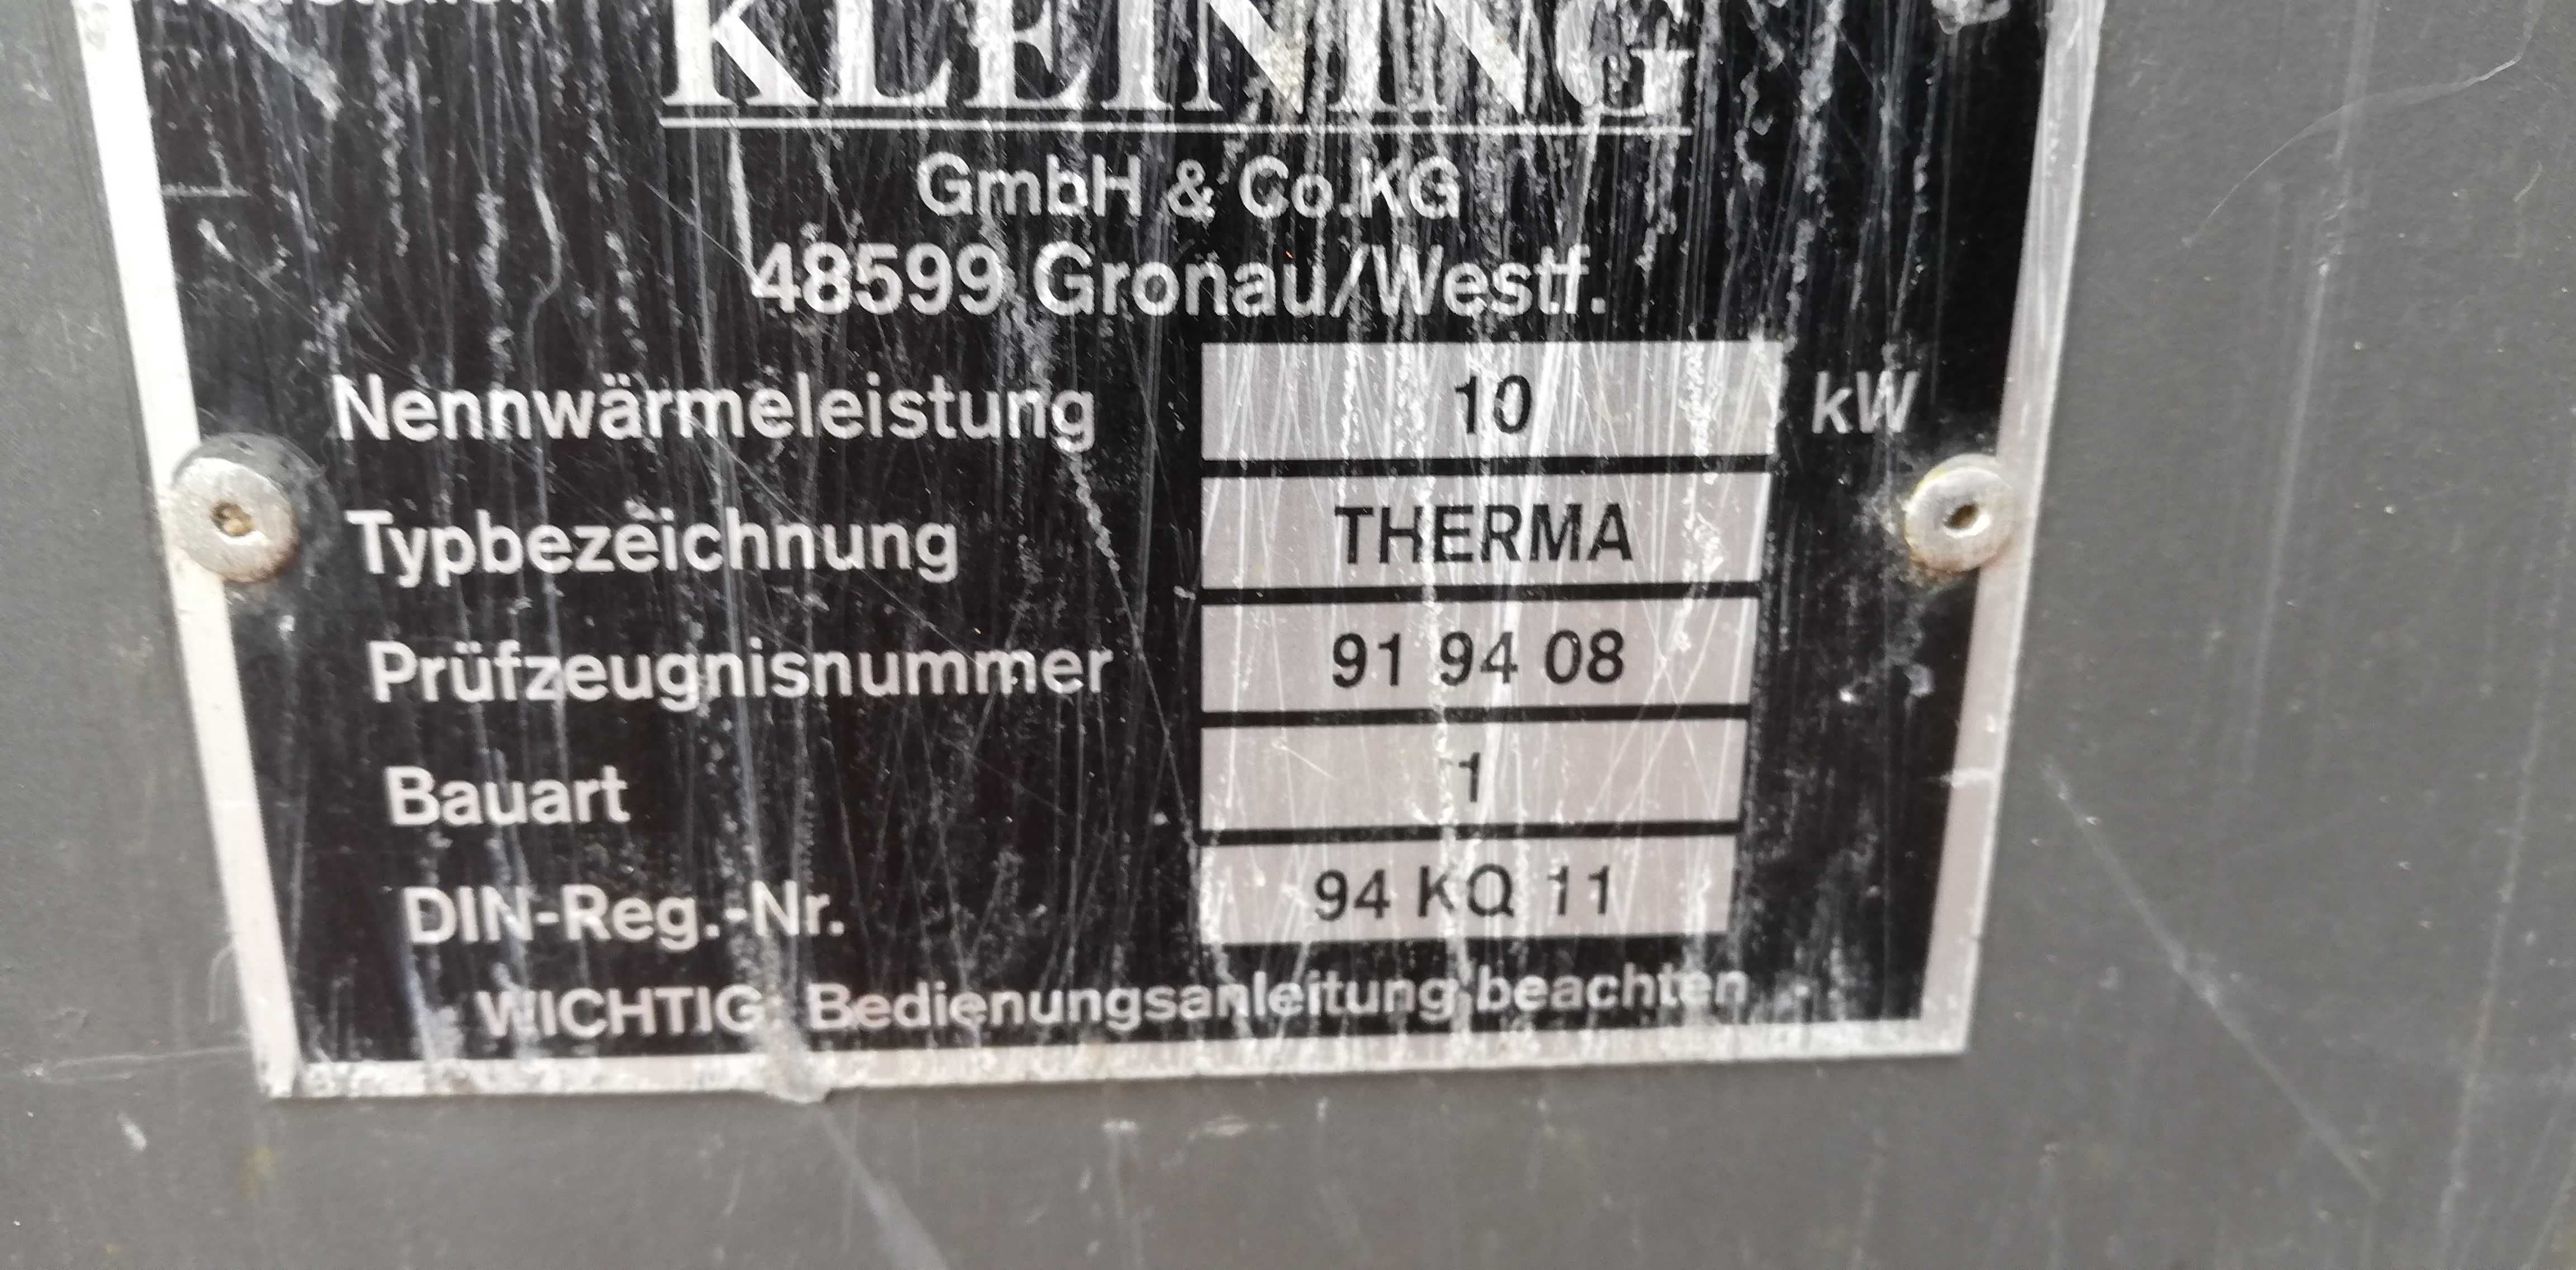 KLEINING
GmbH & Co.KG
48599 Gronau/Westf.
Nennwärmeleistung 10 kW
Typbezeichnung THERMA
Prüfzeugnisnummer 91 94 08
Bauart 1
DIN-Reg.-Nr. 94 KQ 11
WICHTIG: Bedienungsanleitung beachten